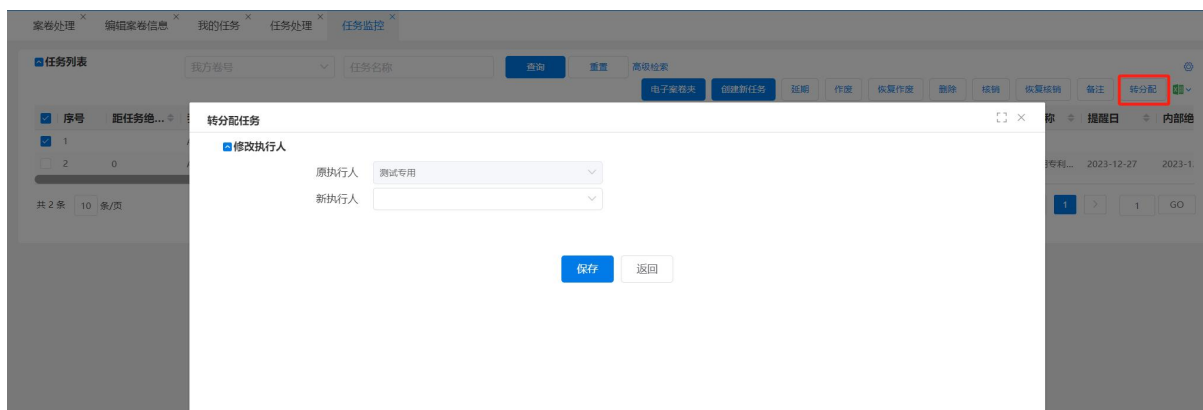 案卷处理 × 编辑案卷信息 × 我的任务 × 任务处理 × 任务监控 ×
任务列表 我方卷号 任务名称 查询 重置 高级检索
电子案卷夹 创建新任务 延期 作废 恢复作废 删除 核销 恢复核销 备注 转分配
序号 距任务绝... 称 提醒日 内部绝
转分配任务
1
修改执行人
2 0 专利... 2023-12-27 2023-1
原执行人 测试专用
新执行人
共 2 条 10 条/页 1 > 1 GO
保存 返回